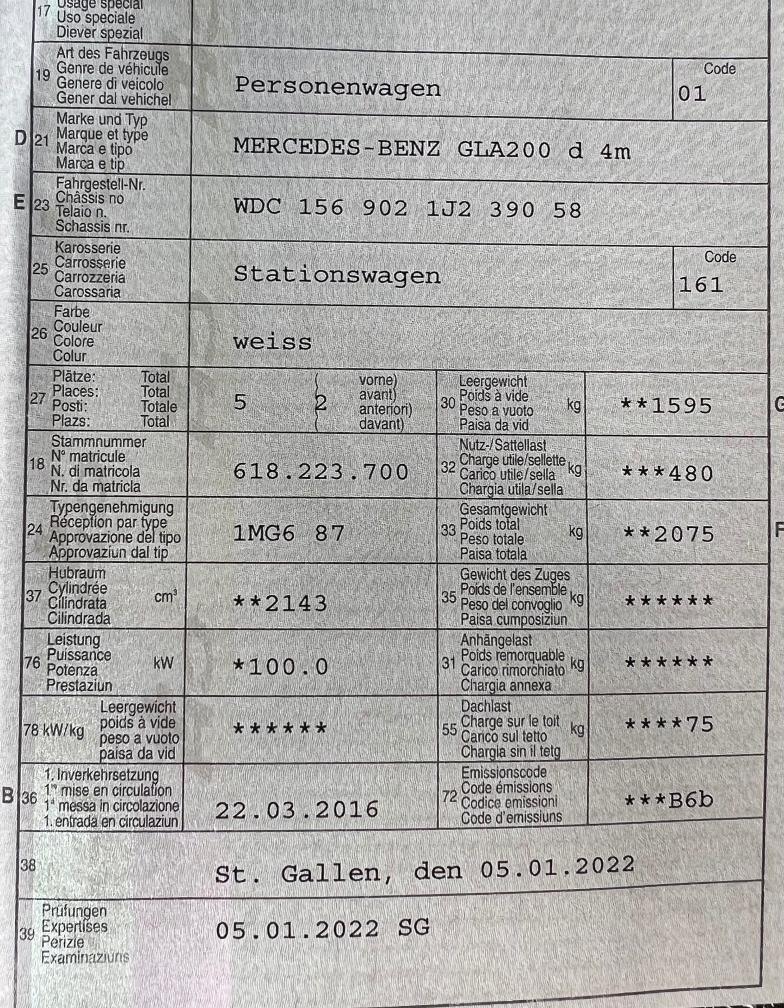 17 Usage spécial
Uso speciale
Diever spezial
19 Art des Fahrzeugs
Genre de véhicule
Genere di veicolo
Gener dal vehichel
Personenwagen
Code
01
D 21 Marke und Typ
Marque et type
Marca e tipo
Marca e tip
MERCEDES-BENZ GLA200 d 4m
E 23 Fahrgestell-Nr.
Châssis no
Telaio n.
Schassis nr.
WDC 156 902 1J2 390 58
25 Karosserie
Carrosserie
Carrozzeria
Carossaria
Stationswagen
Code
161
26 Farbe
Couleur
Colore
Colur
weiss
27 Plätze: Total
Places: Total
Posti: Totale
Plazs: Total
5 2 vorne)
avant)
anteriori)
davant)
30 Leergewicht
Poids à vide
Peso a vuoto
Paisa da vid
kg **1595 G
18 Stammnummer
N° matricule
N. di matricola
Nr. da matricla
618.223.700
32 Nutz-/Sattellast
Charge utile/sellette
Carico utile/sella
Chargia utila/sella
kg ***480
24 Typengenehmigung
Réception par type
Approvazione del tipo
Approvaziun dal tip
1MG6 87
33 Gesamtgewicht
Poids total
Peso totale
Paisa totala
kg **2075 F
37 Hubraum
Cylindrée
Cilindrata
Cilindrada
cm³ **2143
35 Gewicht des Zuges
Poids de l'ensemble
Peso del convoglio
Paisa cumposiziun
kg ******
76 Leistung
Puissance
Potenza
Prestaziun
kW *100.0
31 Anhängelast
Poids remorquable
Carico rimorchiato
Chargia annexa
kg ******
78 kW/kg Leergewicht
poids à vide
peso a vuoto
paisa da vid
******
55 Dachlast
Charge sur le toit
Carico sul tetto
Chargia sin il tetg
kg ****75
B 36 1. Inverkehrsetzung
1re mise en circulation
1a messa in circolazione
1. entrada en circulaziun
22.03.2016
72 Emissionscode
Code émissions
Codice emissioni
Code d'emissiuns
***B6b
38 St. Gallen, den 05.01.2022
39 Prüfungen
Expertises
Perizie
Examinaziuns
05.01.2022 SG